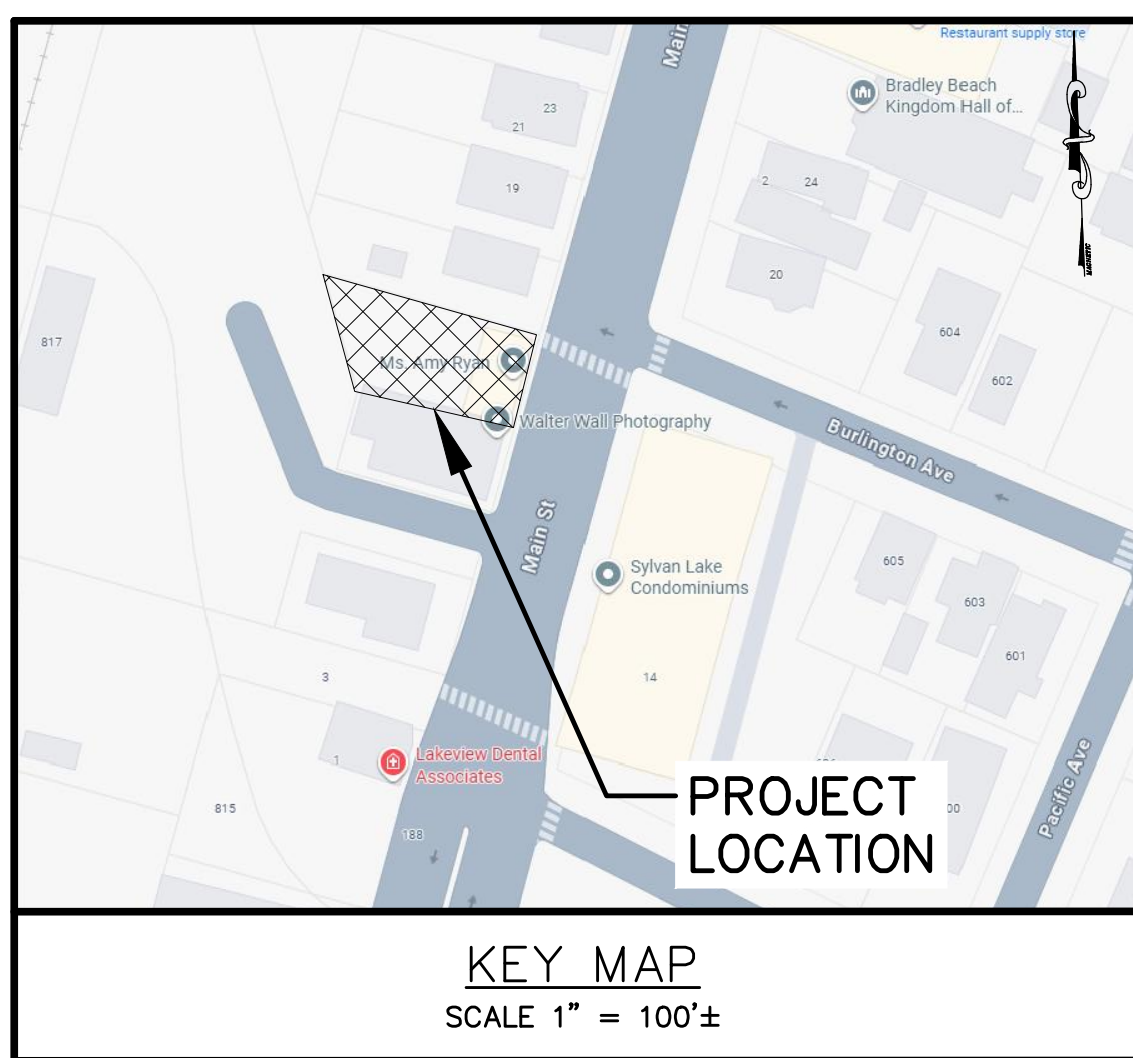 Restaurant supply store
Main
Bradley Beach
Kingdom Hall of...
23
21
19
2
24
20
817
604
602
Ms. Amy Ryan
Walter Wall Photography
Burlington Ave
Main St
Sylvan Lake
Condominiums
605
603
601
14
3
1
Lakeview Dental
Associates
Pacific Ave
815
188
00
PROJECT
LOCATION
MAGNETIC
KEY MAP
SCALE 1" = 100'±